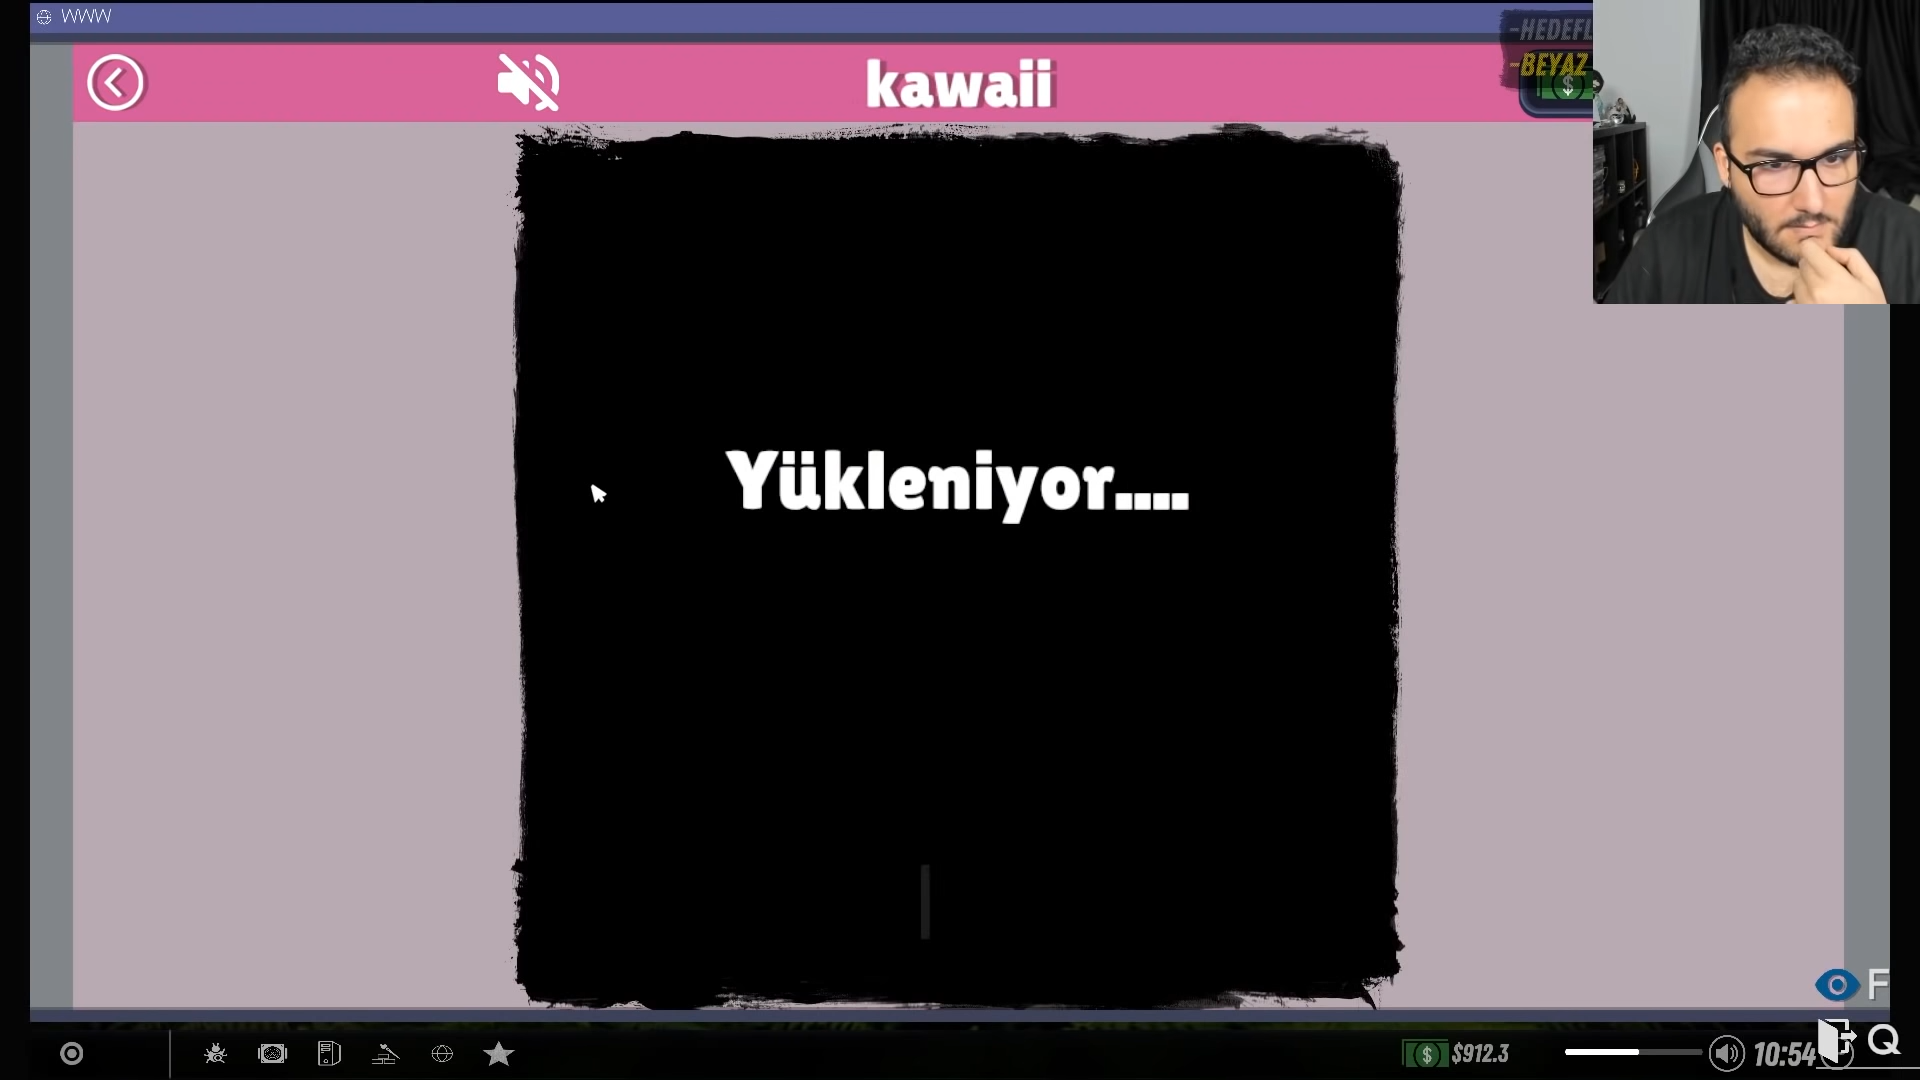 WWW
-HEDEFL
kawaii
-BEYAZ
Yükleniyor....
F
$912.3
10:54
Q